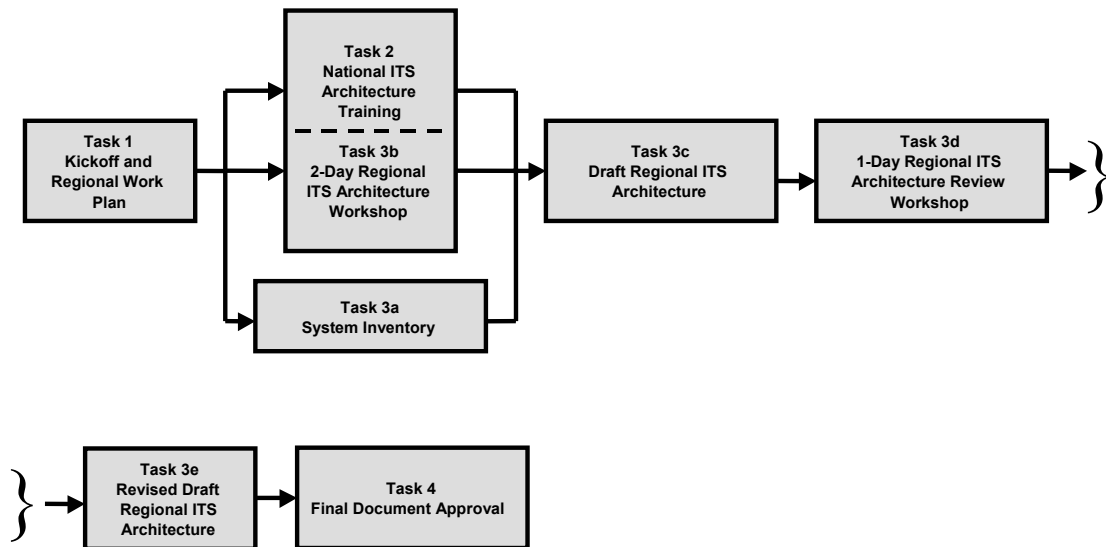 Task 1
Kickoff and
Regional Work
Plan
Task 2
National ITS
Architecture
Training
Task 3b
2-Day Regional
ITS Architecture
Workshop
Task 3a
System Inventory
Task 3c
Draft Regional ITS
Architecture
Task 3d
1-Day Regional ITS
Architecture Review
Workshop
}
}
Task 3e
Revised Draft
Regional ITS
Architecture
Task 4
Final Document Approval